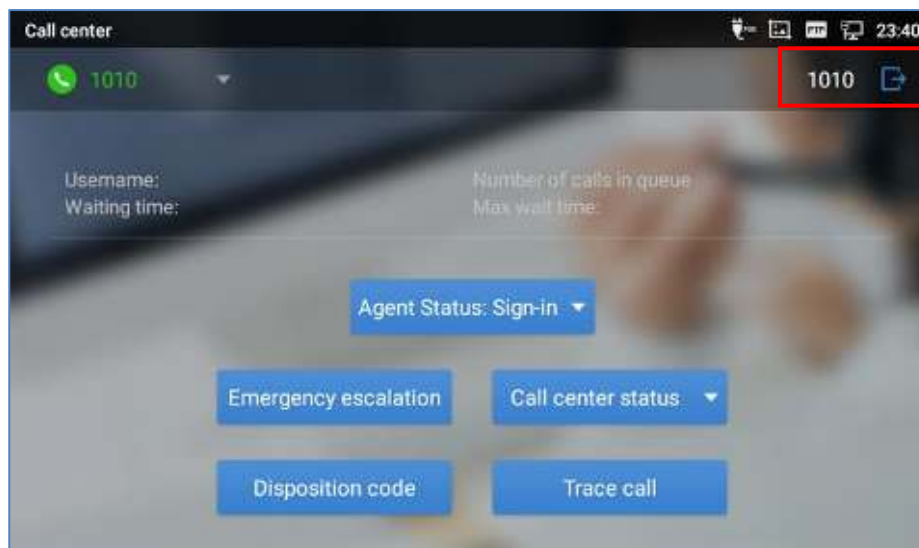 Call center 23:40
1010 1010
Username: Number of calls in queue
Waiting time: Max wait time:
Agent Status: Sign-in
Emergency escalation Call center status
Disposition code Trace call